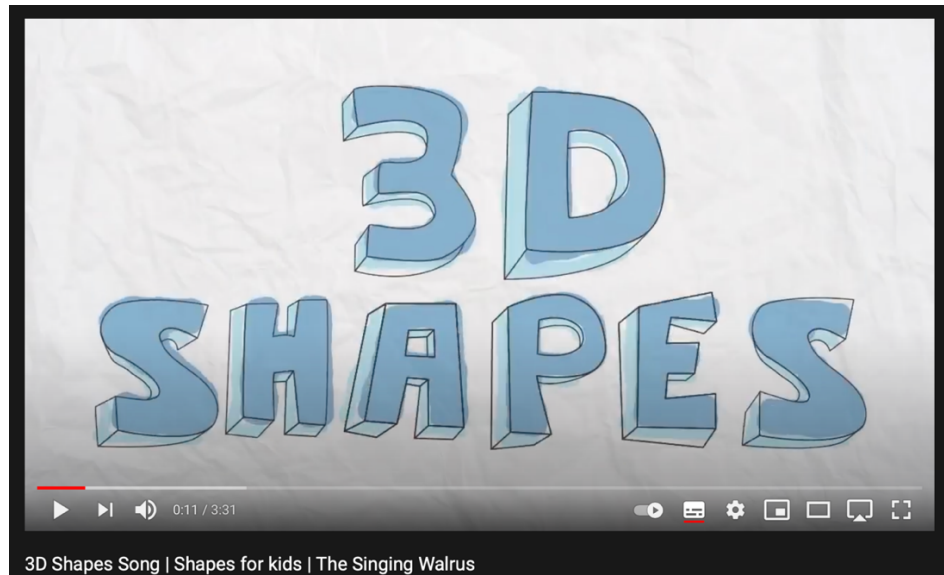 3D
SHAPES
0:11 / 3:31
3D Shapes Song | Shapes for kids | The Singing Walrus